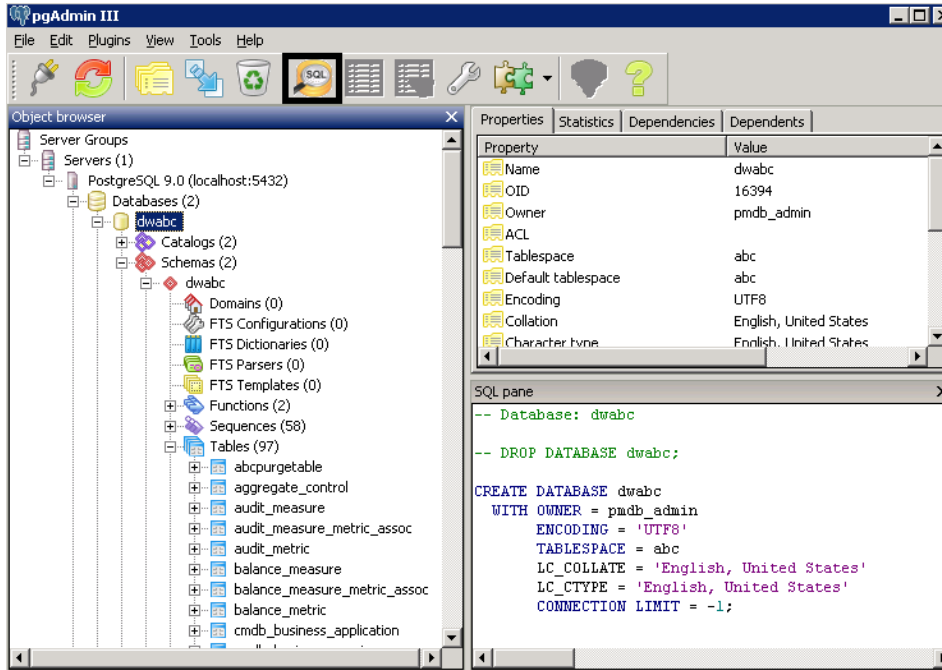 pgAdmin III
File Edit Plugins View Tools Help
SQL
Object browser
Server Groups
Servers (1)
PostgreSQL 9.0 (localhost:5432)
Databases (2)
dwabc
Catalogs (2)
Schemas (2)
dwabc
Domains (0)
FTS Configurations (0)
FTS Dictionaries (0)
FTS Parsers (0)
FTS Templates (0)
Functions (2)
Sequences (58)
Tables (97)
abcpurgetable
aggregate_control
audit_measure
audit_measure_metric_assoc
audit_metric
balance_measure
balance_measure_metric_assoc
balance_metric
cmdb_business_application
Properties Statistics Dependencies Dependents
Property Value
Name dwabc
OID 16394
Owner pmdb_admin
ACL
Tablespace abc
Default tablespace abc
Encoding UTF8
Collation English, United States
Character type English, United States
SQL pane
-- Database: dwabc
-- DROP DATABASE dwabc;
CREATE DATABASE dwabc
WITH OWNER = pmdb_admin
ENCODING = 'UTF8'
TABLESPACE = abc
LC_COLLATE = 'English, United States'
LC_CTYPE = 'English, United States'
CONNECTION LIMIT = -1;